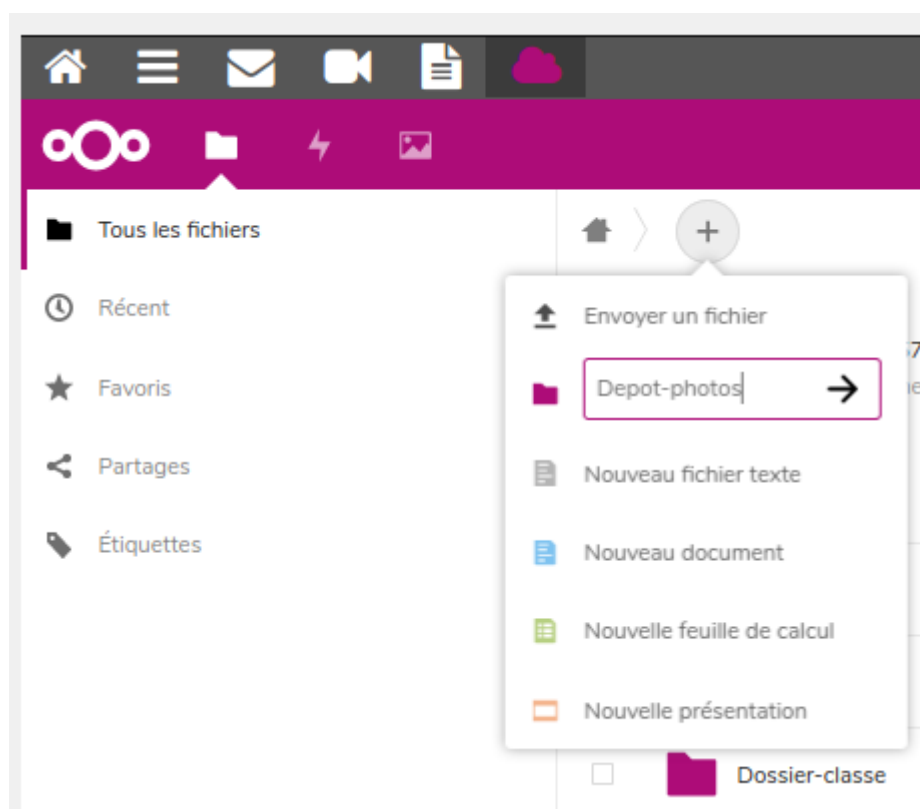 Tous les fichiers
Récent
Favoris
Partages
Étiquettes
Envoyer un fichier
Depot-photos
Nouveau fichier texte
Nouveau document
Nouvelle feuille de calcul
Nouvelle présentation
Dossier-classe